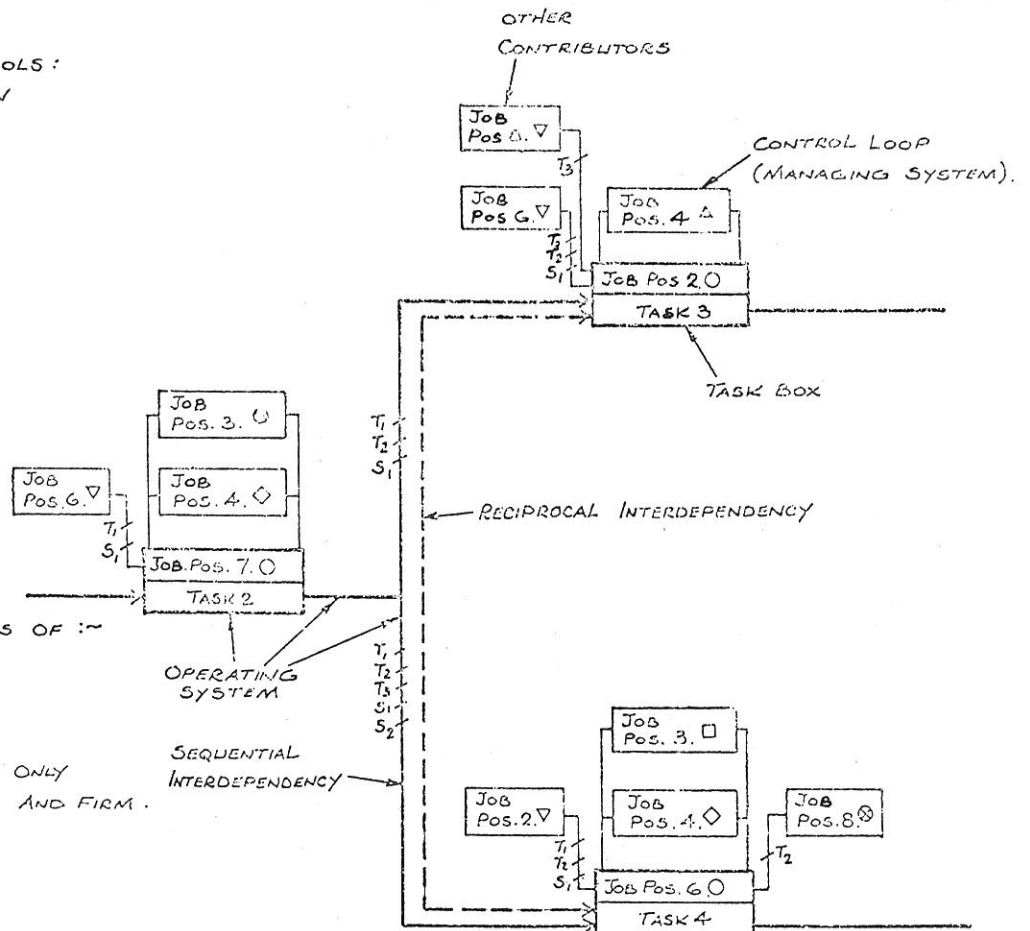 OTHER
CONTRIBUTORS
OLS:
JOB
POS ▽
T3
CONTROL LOOP
(MANAGING SYSTEM).
JOB
POS 6. ▽
JOB
POS. 4 △
T3
T2
S1
JOB POS 2. ○
TASK 3
TASK BOX
T1
T2
S1
JOB
POS. 3.
JOB
POS. 4. ◇
JOB
POS. 6. ▽
T1
S1
RECIPROCAL INTERDEPENDENCY
JOB. POS. 7. ○
TASK 2
S OF :~
OPERATING
SYSTEM
T1
T2
T3
S1
S2
SEQUENTIAL
INTERDEPENDENCY
ONLY
AND FIRM.
JOB
POS. 3. □
JOB
POS. 2. ▽
JOB
POS. 4. ◇
JOB
POS. 8. ⊗
T1
T2
S1
T2
JOB POS. 6. ○
TASK 4